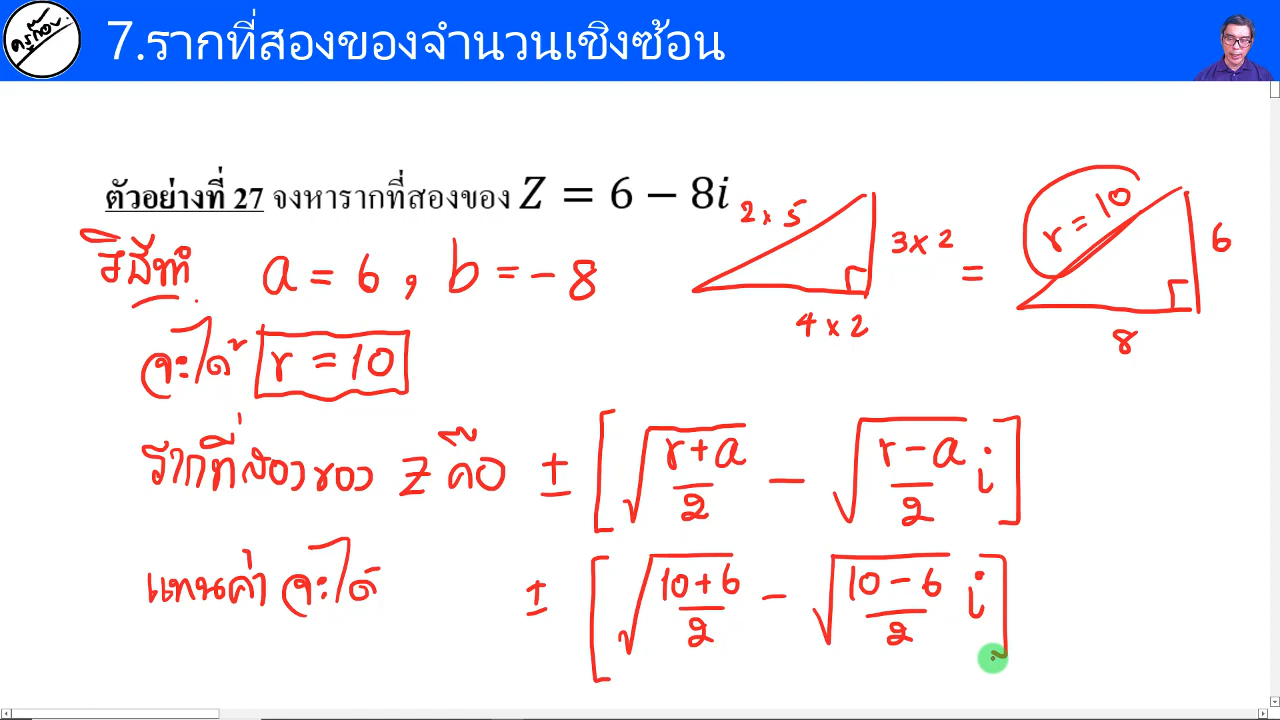 ครูก๊อบ
7.รากที่สองของจำนวนเชิงซ้อน
ตัวอย่างที่ 27 จงหารากที่สองของ Z = 6 − 8i
วิธีทำ a = 6 , b = -8
2 x 5
3 x 2
4 x 2
=
r = 10
6
8
จะได้ r = 10
รากที่สองของ Z คือ ± [√((r+a)/2) − √((r−a)/2) i]
แทนค่า จะได้ ± [√((10+6)/2) − √((10−6)/2) i]